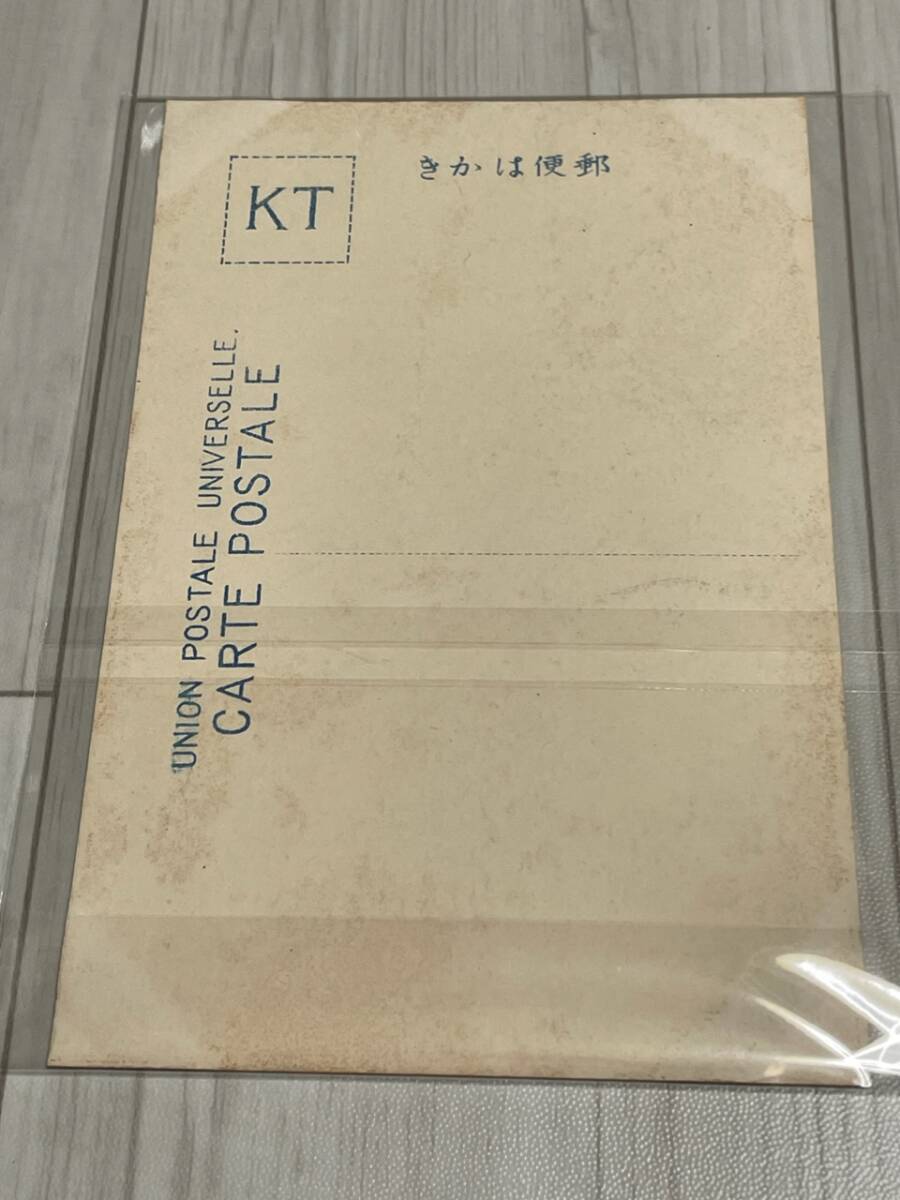 きかは便郵
KT
UNION POSTALE UNIVERSELLE.
CARTE POSTALE